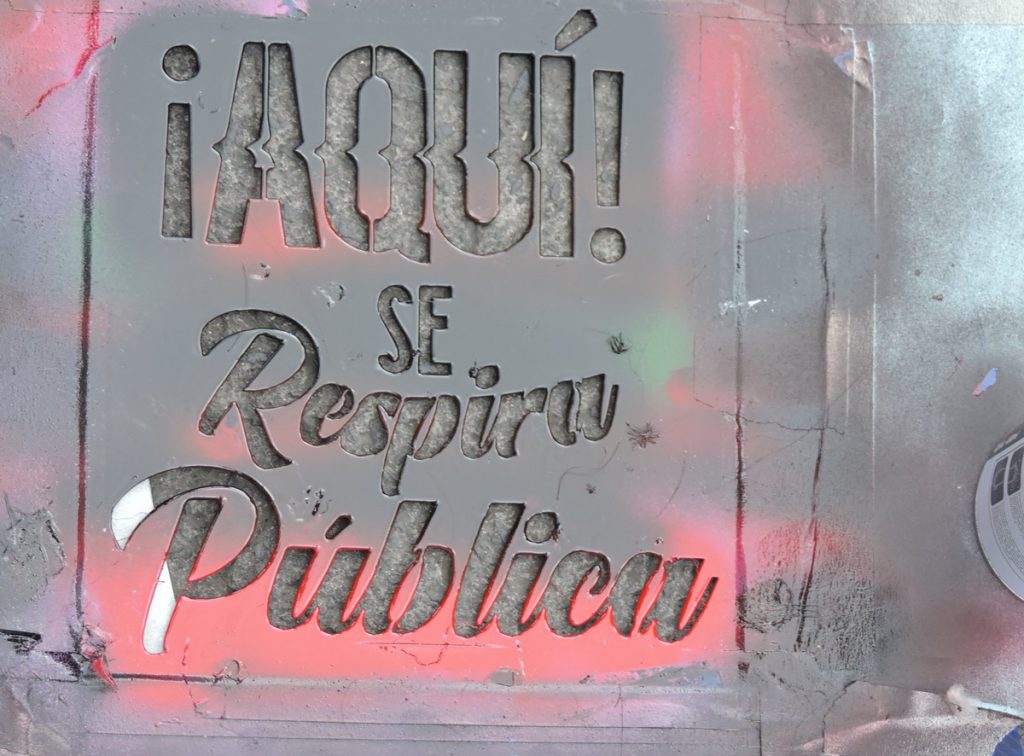 ¡AQUÍ!
SE
Respira
Pública